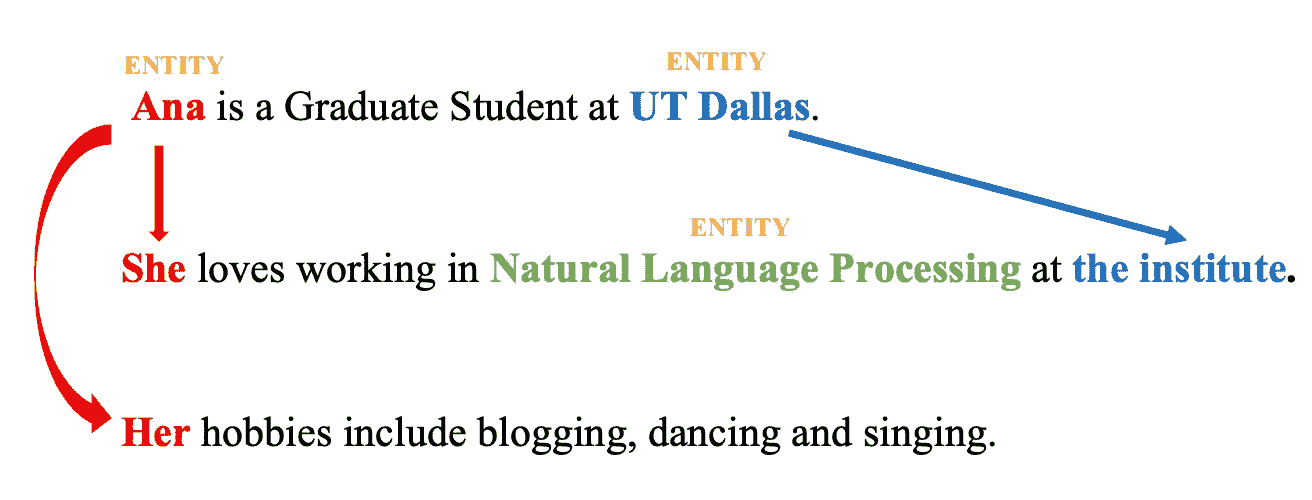 ENTITY ENTITY
Ana is a Graduate Student at UT Dallas.
ENTITY
She loves working in Natural Language Processing at the institute.
Her hobbies include blogging, dancing and singing.